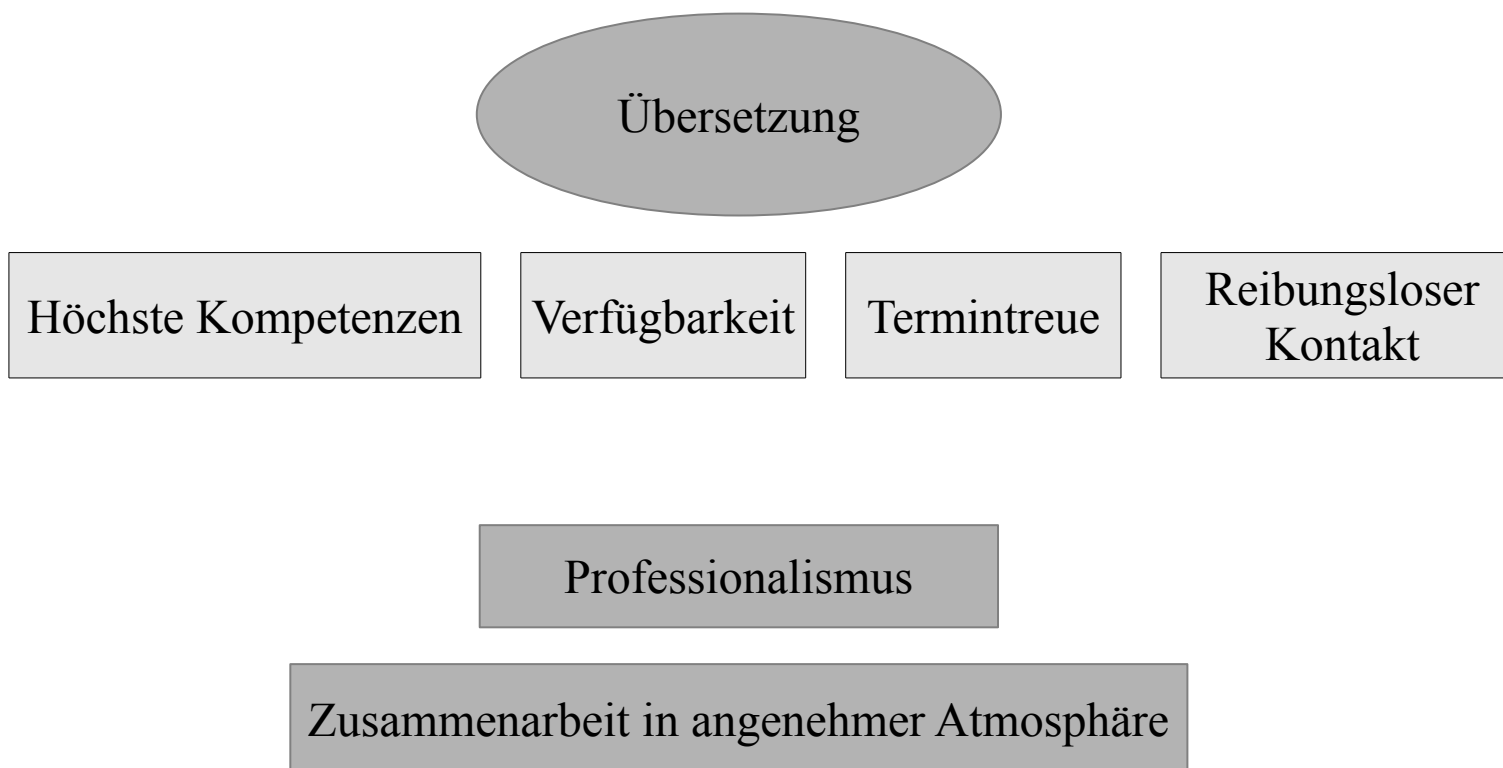 Übersetzung
Höchste Kompetenzen
Verfügbarkeit
Termintreue
Reibungsloser
Kontakt
Professionalismus
Zusammenarbeit in angenehmer Atmosphäre